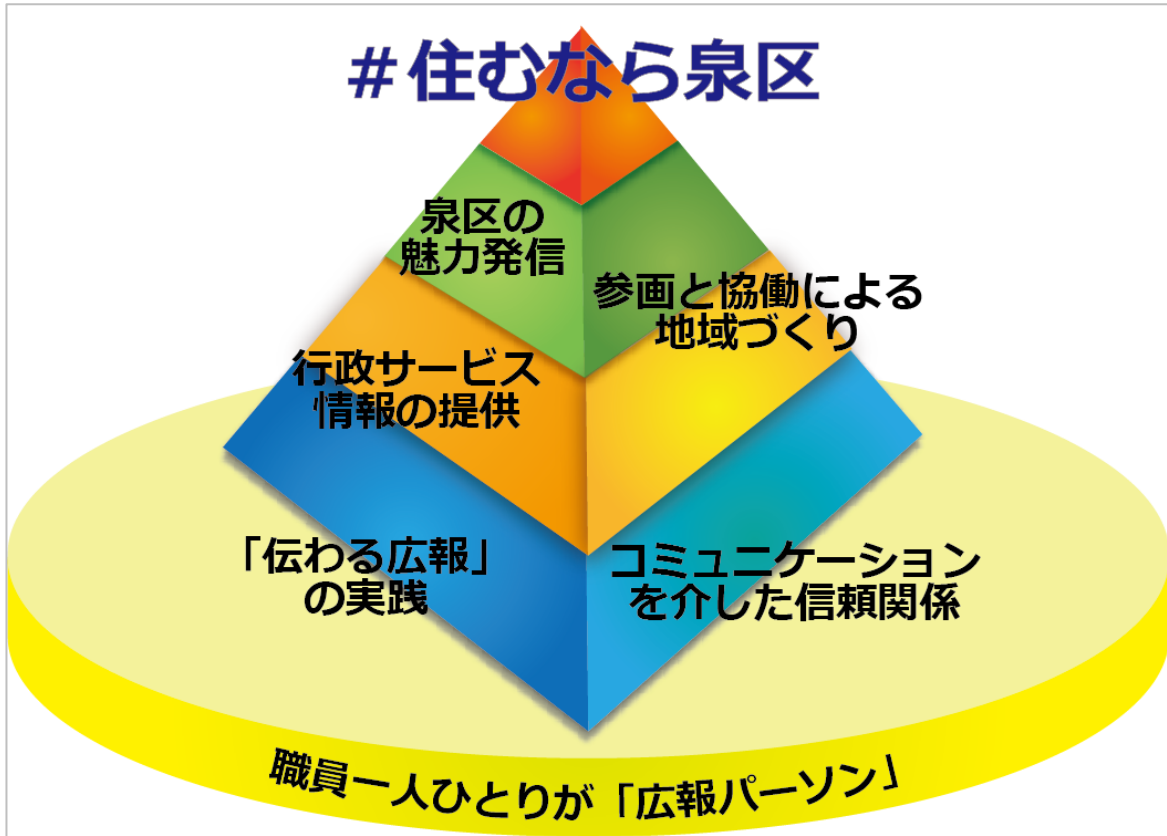 #住むなら泉区
泉区の
魅力発信
参画と協働による
地域づくり
行政サービス
情報の提供
「伝わる広報」
の実践
コミュニケーション
を介した信頼関係
職員一人ひとりが「広報パーソン」